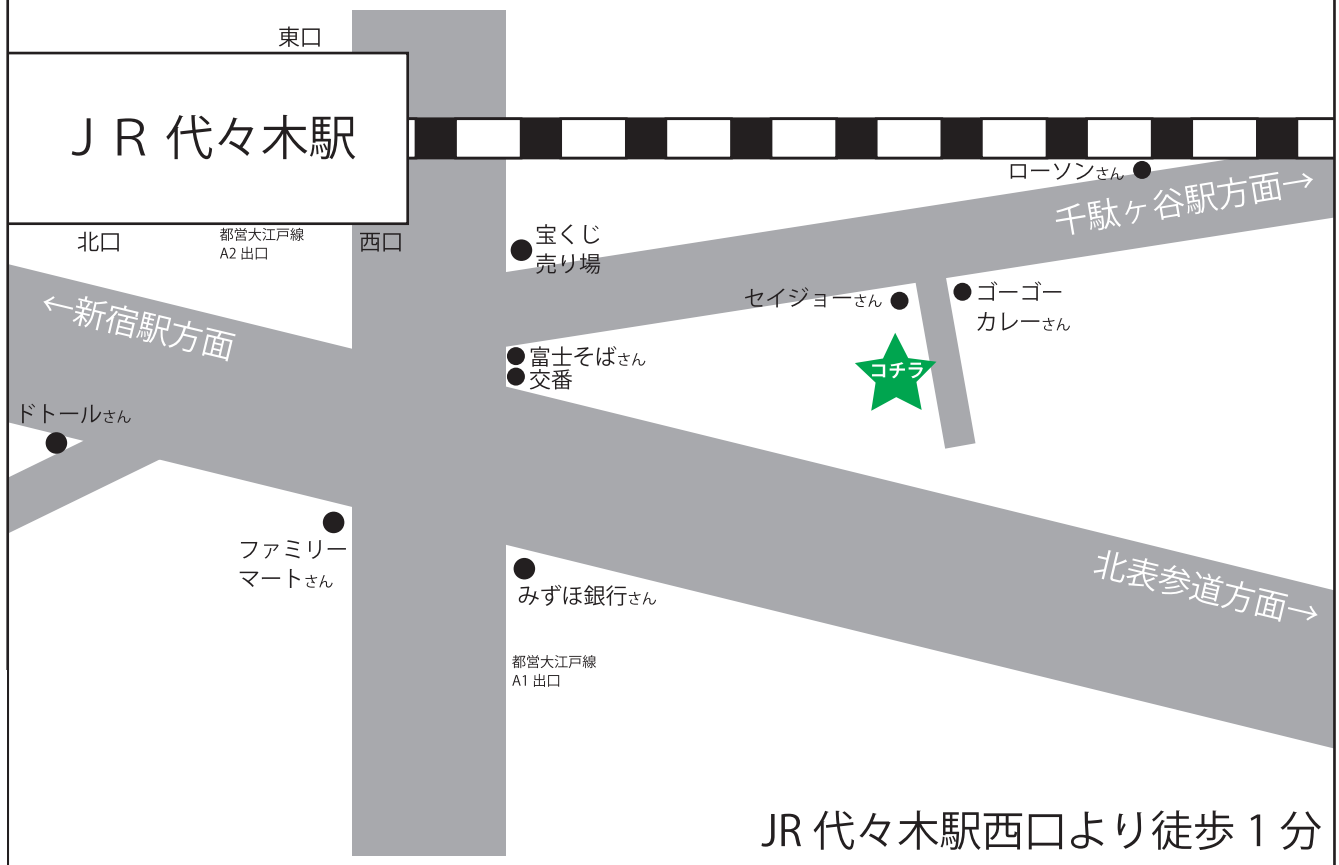 東口
ＪＲ代々木駅
ローソンさん
千駄ヶ谷駅方面→
北口
都営大江戸線
A2 出口
西口
宝くじ
売り場
セイジョーさん
ゴーゴー
カレーさん
←新宿駅方面
富士そばさん
交番
コチラ
ドトールさん
ファミリー
マートさん
みずほ銀行さん
北表参道方面→
都営大江戸線
A1 出口
JR 代々木駅西口より徒歩 1 分